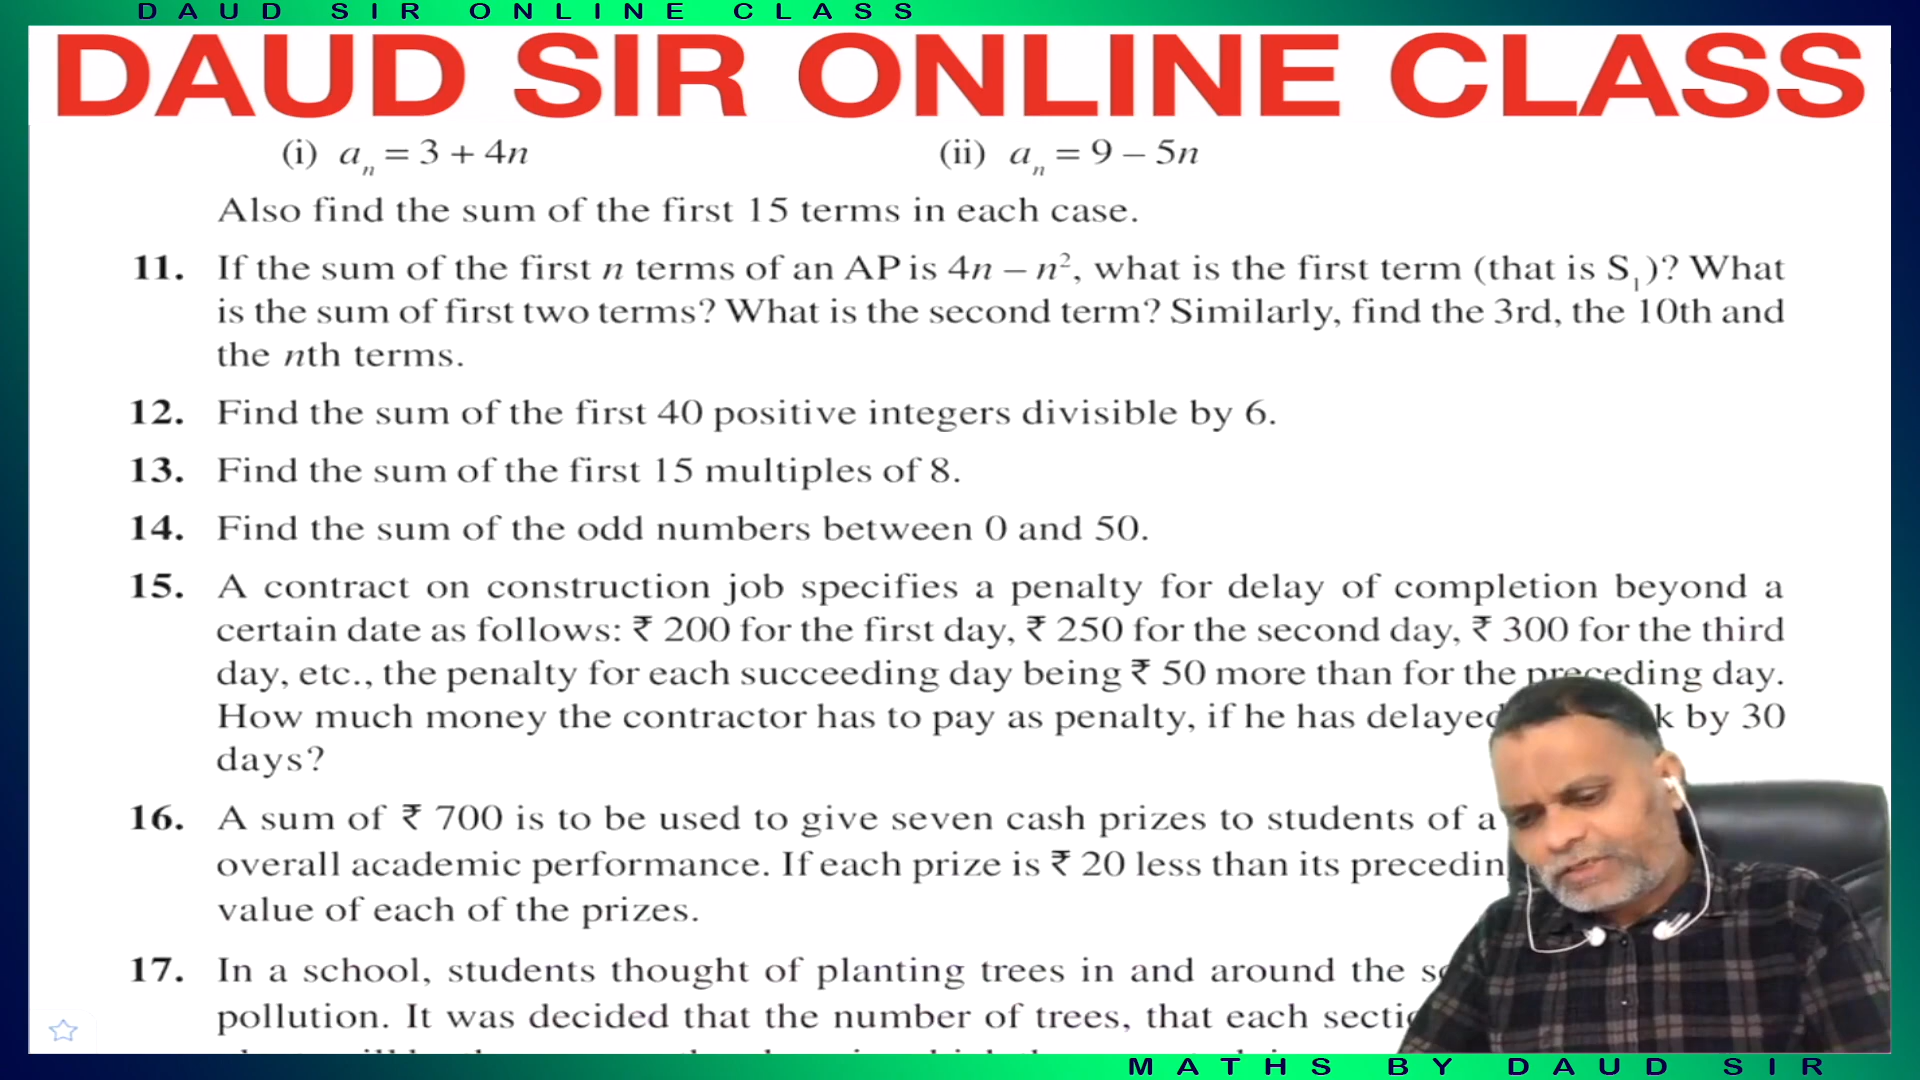 DAUD SIR ONLINE CLASS
DAUD SIR ONLINE CLASS
(i) aₙ = 3 + 4n (ii) aₙ = 9 – 5n
Also find the sum of the first 15 terms in each case.
11. If the sum of the first n terms of an AP is 4n – n², what is the first term (that is S₁)? What
is the sum of first two terms? What is the second term? Similarly, find the 3rd, the 10th and
the nth terms.
12. Find the sum of the first 40 positive integers divisible by 6.
13. Find the sum of the first 15 multiples of 8.
14. Find the sum of the odd numbers between 0 and 50.
15. A contract on construction job specifies a penalty for delay of completion beyond a
certain date as follows: ₹ 200 for the first day, ₹ 250 for the second day, ₹ 300 for the third
day, etc., the penalty for each succeeding day being ₹ 50 more than for the preceding day.
How much money the contractor has to pay as penalty, if he has delayed by 30
days?
16. A sum of ₹ 700 is to be used to give seven cash prizes to students of a
overall academic performance. If each prize is ₹ 20 less than its
value of each of the prizes.
17. In a school, students thought of planting trees in and around the
pollution. It was decided that the number of trees, that each
MATHS BY DAUD SIR